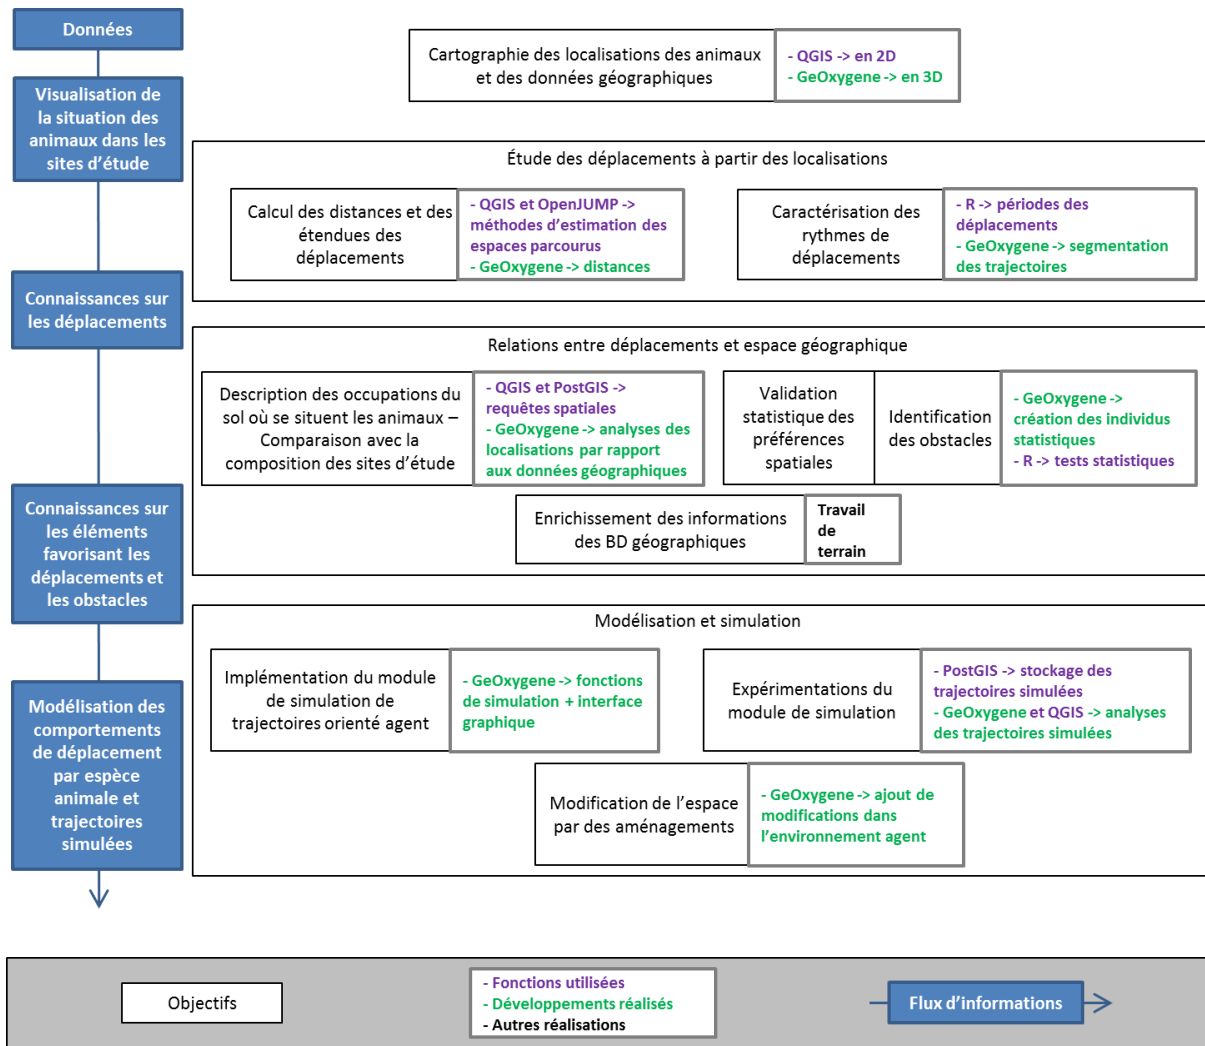 Données
Cartographie des localisations des animaux
et des données géographiques
- QGIS -> en 2D
- GeOxygene -> en 3D
Visualisation de
la situation des
animaux dans les
sites d'étude
Étude des déplacements à partir des localisations
Calcul des distances et des
étendues des
déplacements
- QGIS et OpenJUMP ->
méthodes d'estimation des
espaces parcourus
- GeOxygene -> distances
Caractérisation des
rythmes de
déplacements
- R -> périodes des
déplacements
- GeOxygene -> segmentation
des trajectoires
Connaissances sur
les déplacements
Relations entre déplacements et espace géographique
Description des occupations du
sol où se situent les animaux –
Comparaison avec la
composition des sites d'étude
- QGIS et PostGIS ->
requêtes spatiales
- GeOxygene -> analyses des
localisations par rapport
aux données géographiques
Validation
statistique des
préférences
spatiales
Identification
des obstacles
- GeOxygene ->
création des individus
statistiques
- R -> tests statistiques
Enrichissement des informations
des BD géographiques
Travail
de
terrain
Connaissances sur
les éléments
favorisant les
déplacements et
les obstacles
Modélisation et simulation
Implémentation du module
de simulation de
trajectoires orienté agent
- GeOxygene -> fonctions
de simulation + interface
graphique
Expérimentations du
module de simulation
- PostGIS -> stockage des
trajectoires simulées
- GeOxygene et QGIS -> analyses
des trajectoires simulées
Modification de l'espace
par des aménagements
- GeOxygene -> ajout de
modifications dans
l'environnement agent
Modélisation des
comportements
de déplacement
par espèce
animale et
trajectoires
simulées
Objectifs
- Fonctions utilisées
- Développements réalisés
- Autres réalisations
Flux d'informations